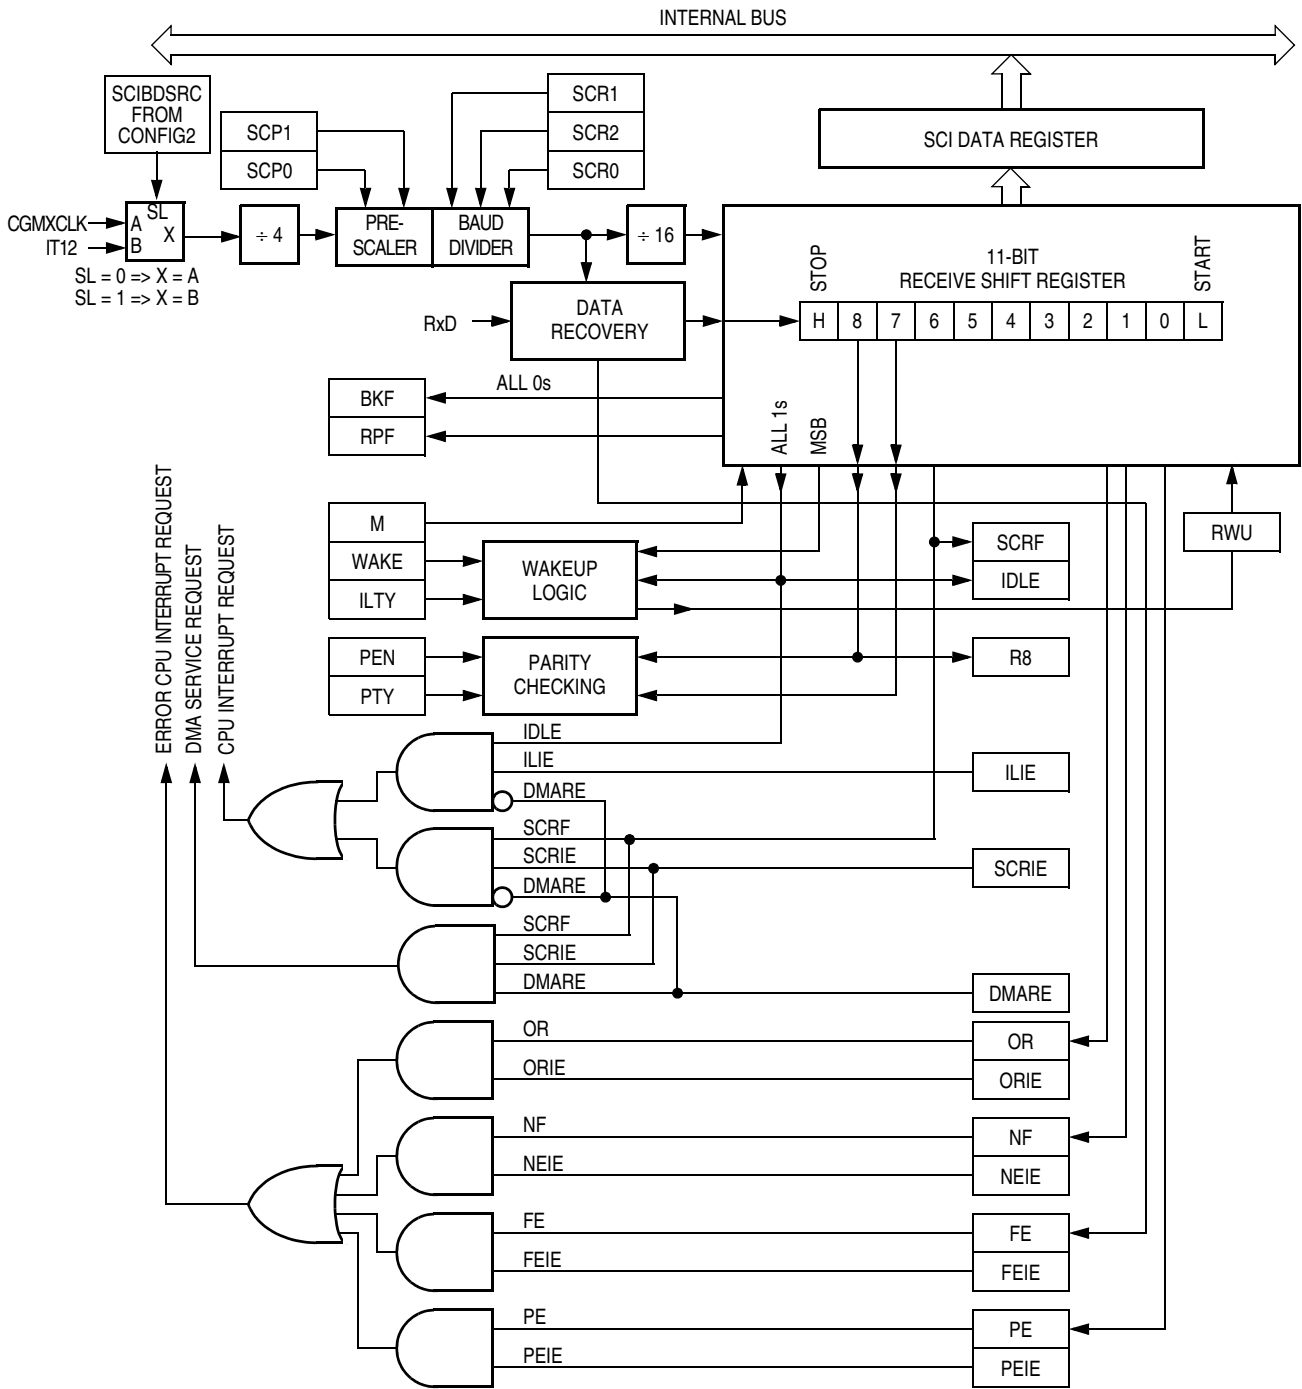 INTERNAL BUS
SCIBDSRC
FROM
CONFIG2
SCP1
SCP0
SCR1
SCR2
SCR0
SCI DATA REGISTER
CGMXCLK
IT12
SL
A
X
B
SL = 0 => X = A
SL = 1 => X = B
÷ 4
PRE-
SCALER
BAUD
DIVIDER
÷ 16
RxD
DATA
RECOVERY
STOP
11-BIT
RECEIVE SHIFT REGISTER
START
H 8 7 6 5 4 3 2 1 0 L
ALL 0s
BKF
RPF
ALL 1s
MSB
M
WAKE
ILTY
WAKEUP
LOGIC
SCRF
IDLE
RWU
PEN
PTY
PARITY
CHECKING
R8
ERROR CPU INTERRUPT REQUEST
DMA SERVICE REQUEST
CPU INTERRUPT REQUEST
IDLE
ILIE
ILIE
DMARE
SCRF
SCRIE
SCRIE
DMARE
SCRF
SCRIE
DMARE
DMARE
OR
OR
ORIE
ORIE
NF
NF
NEIE
NEIE
FE
FE
FEIE
FEIE
PE
PE
PEIE
PEIE